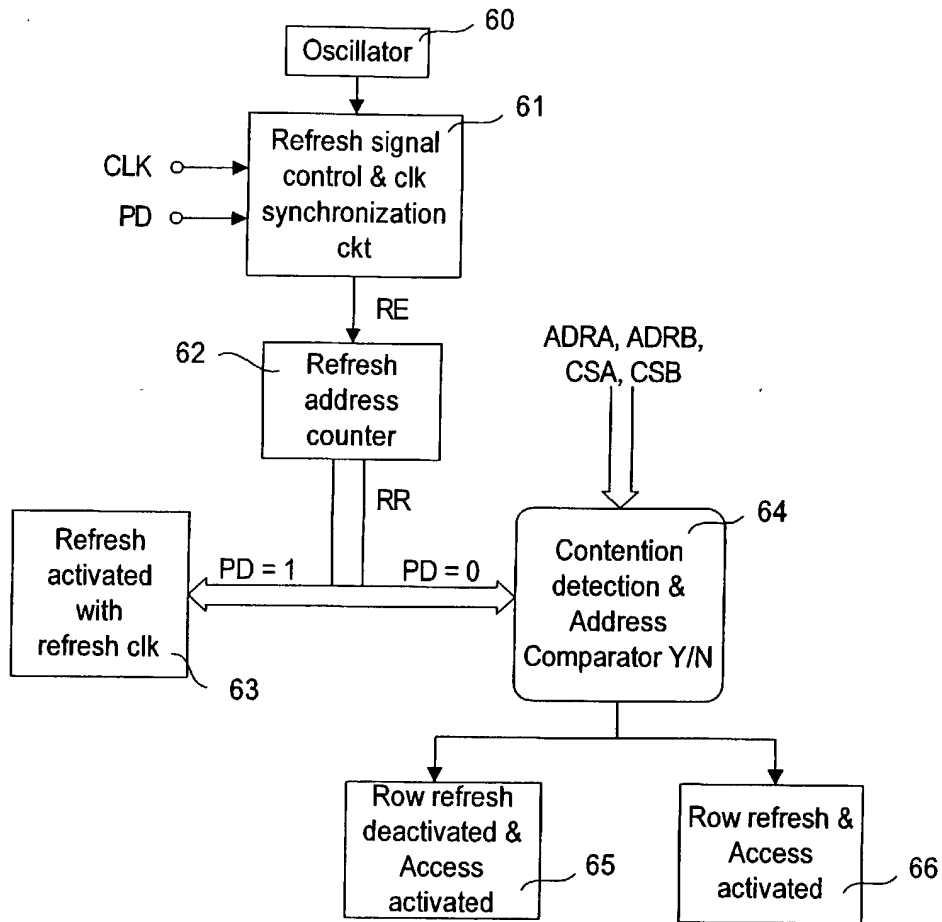 60
Oscillator
61
Refresh signal
control & clk
synchronization
ckt
CLK
PD
RE
62
Refresh
address
counter
ADRA, ADRB,
CSA, CSB
RR
64
Contention
detection &
Address
Comparator Y/N
Refresh
activated
with
refresh clk
63
PD = 1
PD = 0
Row refresh
deactivated &
Access
activated
65
Row refresh &
Access
activated
66